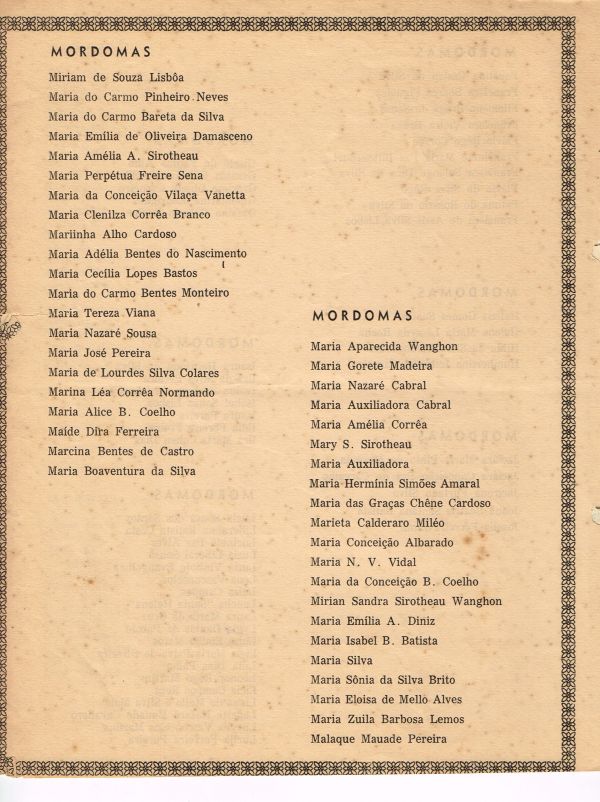 MORDOMAS
Miriam de Souza Lisbôa
Maria do Carmo Pinheiro Neves
Maria do Carmo Bareta da Silva
Maria Emília de Oliveira Damasceno
Maria Amélia A. Sirotheau
Maria Perpétua Freire Sena
Maria da Conceição Vilaça Vanetta
Maria Clenilza Corrêa Branco
Mariinha Alho Cardoso
Maria Adélia Bentes do Nascimento
Maria Cecília Lopes Bastos
Maria do Carmo Bentes Monteiro
Maria Tereza Viana
Maria Nazaré Sousa
Maria José Pereira
Maria de Lourdes Silva Colares
Marina Léa Corrêa Normando
Maria Alice B. Coelho
Maíde Díra Ferreira
Marcina Bentes de Castro
Maria Boaventura da Silva
MORDOMAS
Maria Aparecida Wanghon
Maria Gorete Madeira
Maria Nazaré Cabral
Maria Auxiliadora Cabral
Maria Amélia Corrêa
Mary S. Sirotheau
Maria Auxiliadora
Maria Hermínia Simões Amaral
Maria das Graças Chêne Cardoso
Marieta Calderaro Miléo
Maria Conceição Albarado
Maria N. V. Vidal
Maria da Conceição B. Coelho
Mirian Sandra Sirotheau Wanghon
Maria Emília A. Diniz
Maria Isabel B. Batista
Maria Silva
Maria Sônia da Silva Brito
Maria Eloisa de Mello Alves
Maria Zuila Barbosa Lemos
Malaque Mauade Pereira